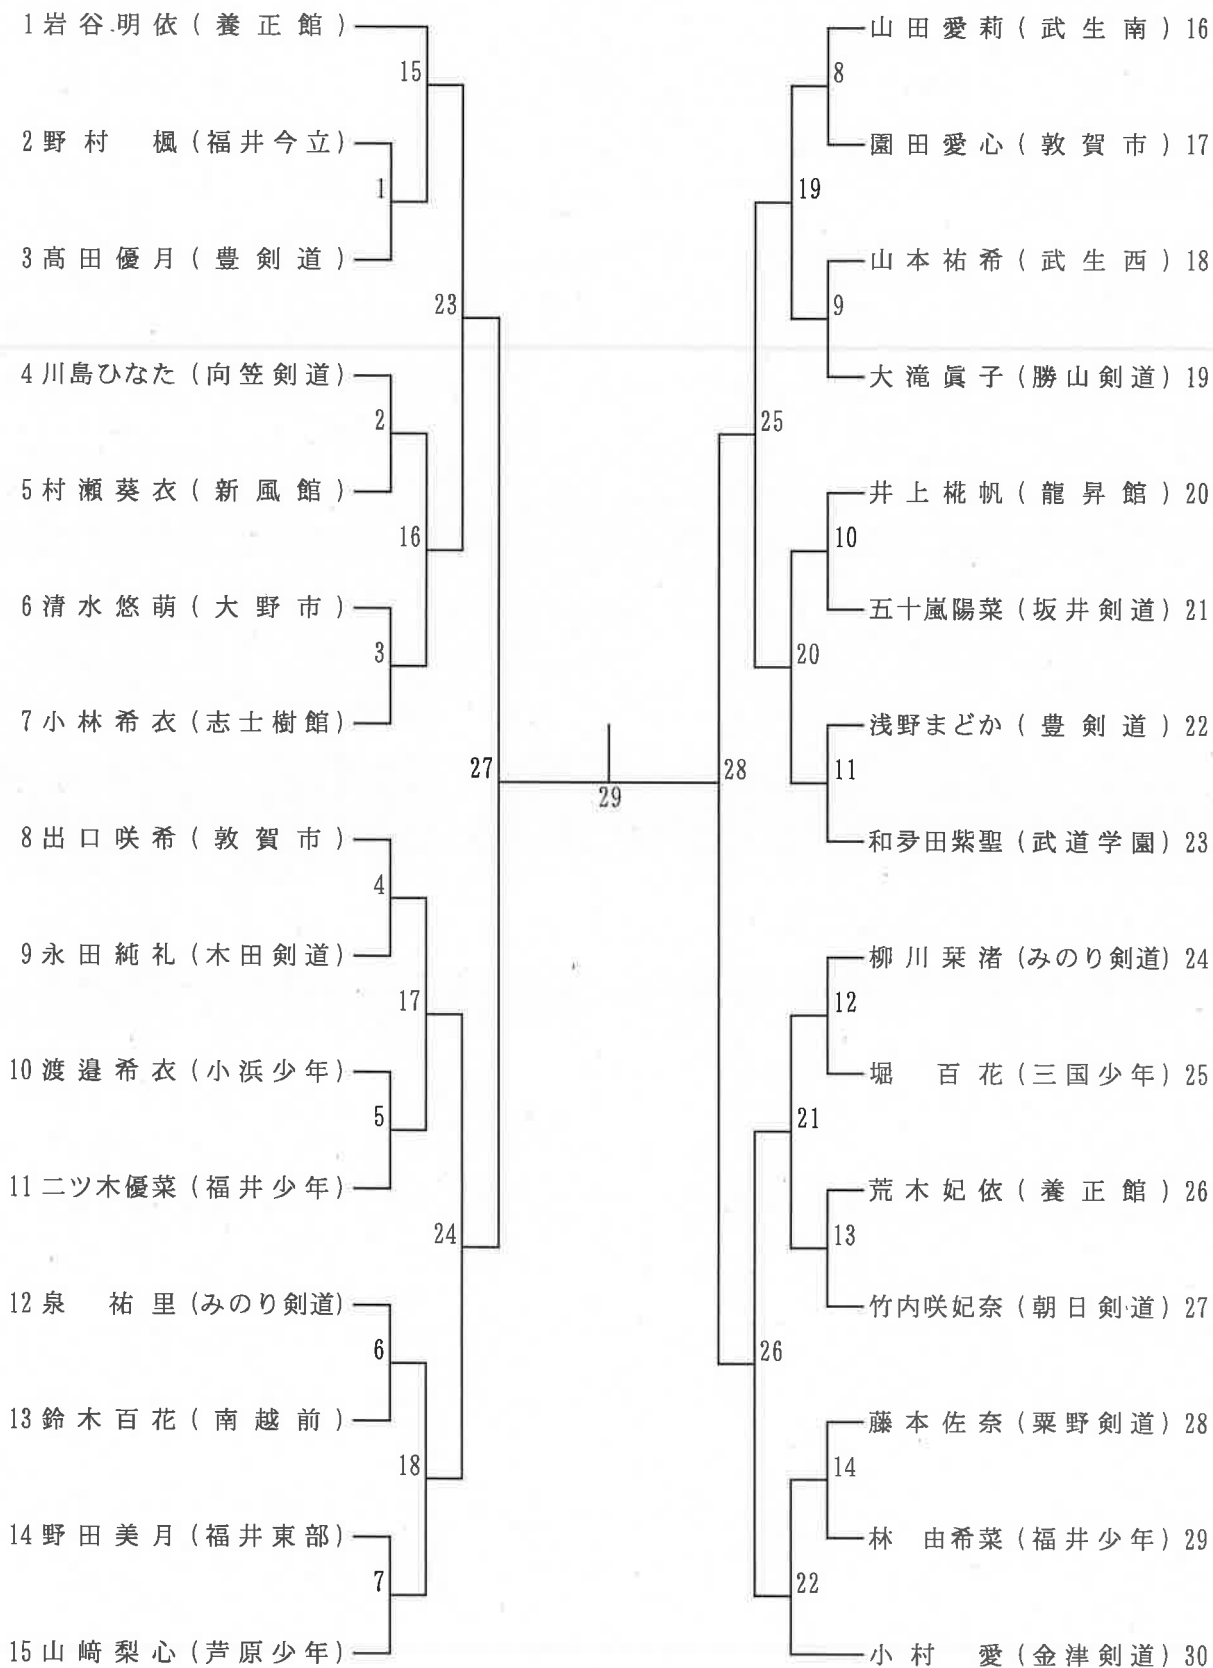 1 岩谷明依 (養正館)
15
2 野村 楓 (福井今立)
1
3 髙田優月 (豊剣道)
23
4 川島ひなた (向笠剣道)
2
5 村瀬葵衣 (新風館)
16
6 清水悠萌 (大野市)
3
7 小林希衣 (志士樹館)
27
8 出口咲希 (敦賀市)
4
9 永田純礼 (木田剣道)
17
10 渡邉希衣 (小浜少年)
5
11 二ツ木優菜 (福井少年)
24
12 泉 祐里 (みのり剣道)
6
13 鈴木百花 (南越前)
18
14 野田美月 (福井東部)
7
15 山﨑梨心 (芦原少年)
29
山田愛莉 (武生南) 16
8
園田愛心 (敦賀市) 17
19
山本祐希 (武生西) 18
9
大滝眞子 (勝山剣道) 19
25
井上椛帆 (龍昇館) 20
10
五十嵐陽菜 (坂井剣道) 21
20
浅野まどか (豊剣道) 22
11
28
和夛田紫聖 (武道学園) 23
柳川栞渚 (みのり剣道) 24
12
堀 百花 (三国少年) 25
21
荒木妃依 (養正館) 26
13
竹内咲妃奈 (朝日剣道) 27
26
藤本佐奈 (粟野剣道) 28
14
林 由希菜 (福井少年) 29
22
小村 愛 (金津剣道) 30